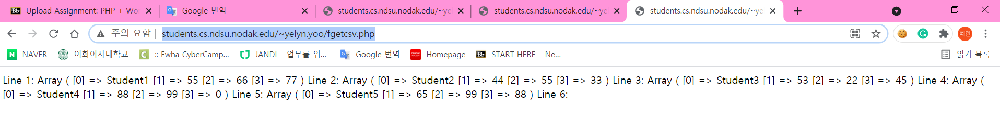 Upload Assignment: PHP + Wor
Google 번역
students.cs.ndsu.nodak.edu/~ye
students.cs.ndsu.nodak.edu/~ye
students.cs.ndsu.nodak.edu/~ye
주의 요함 | students.cs.ndsu.nodak.edu/~yelyn.yoo/fgetcsv.php
예린
NAVER 이화여자대학교 :: Ewha CyberCamp... JANDI – 업무를 위... Google 번역 Homepage START HERE – Ne... 읽기 목록
Line 1: Array ( [0] => Student1 [1] => 55 [2] => 66 [3] => 77 ) Line 2: Array ( [0] => Student2 [1] => 44 [2] => 55 [3] => 33 ) Line 3: Array ( [0] => Student3 [1] => 53 [2] => 22 [3] => 45 ) Line 4: Array (
[0] => Student4 [1] => 88 [2] => 99 [3] => 0 ) Line 5: Array ( [0] => Student5 [1] => 65 [2] => 99 [3] => 88 ) Line 6: